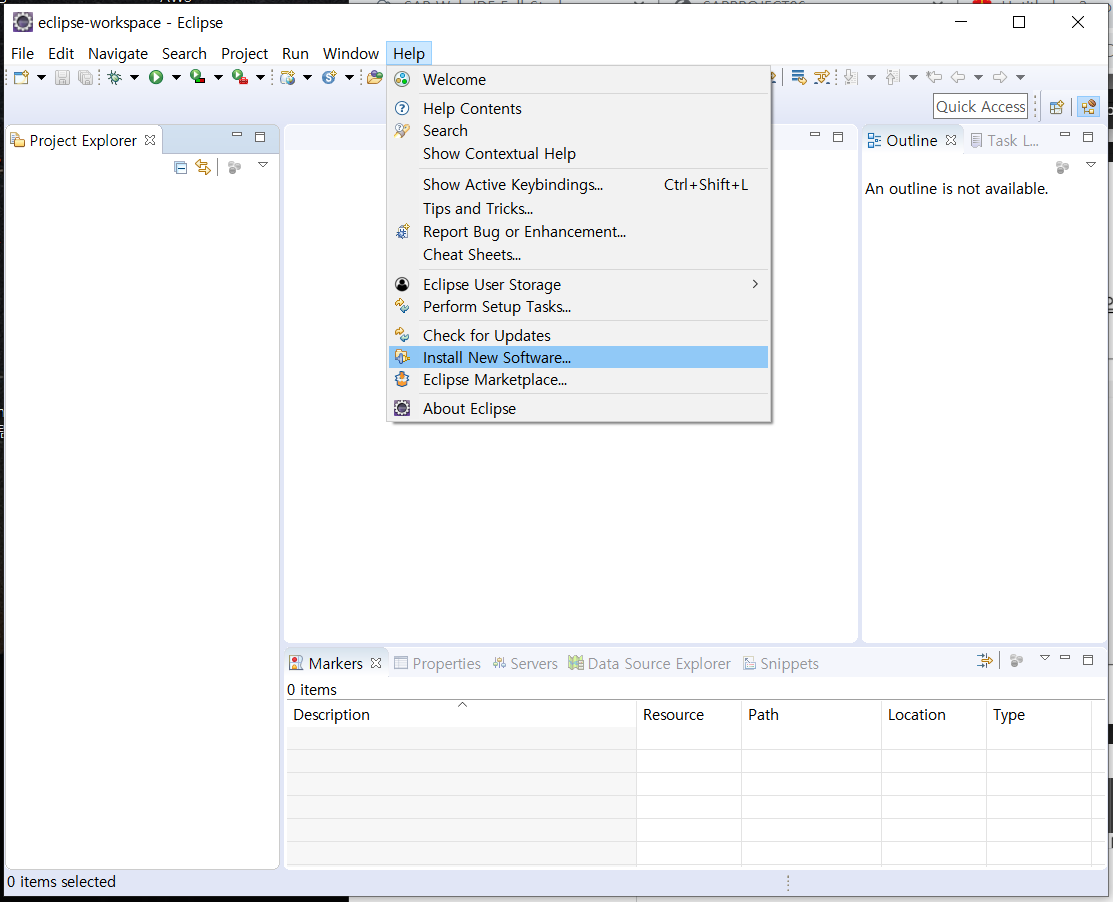 eclipse-workspace - Eclipse
File Edit Navigate Search Project Run Window Help
Quick Access
Welcome
Help Contents
Search
Show Contextual Help
Show Active Keybindings... Ctrl+Shift+L
Tips and Tricks...
Report Bug or Enhancement...
Cheat Sheets...
Eclipse User Storage
Perform Setup Tasks...
Check for Updates
Install New Software...
Eclipse Marketplace...
About Eclipse
Project Explorer
Outline Task L...
An outline is not available.
Markers Properties Servers Data Source Explorer Snippets
0 items
Description Resource Path Location Type
0 items selected